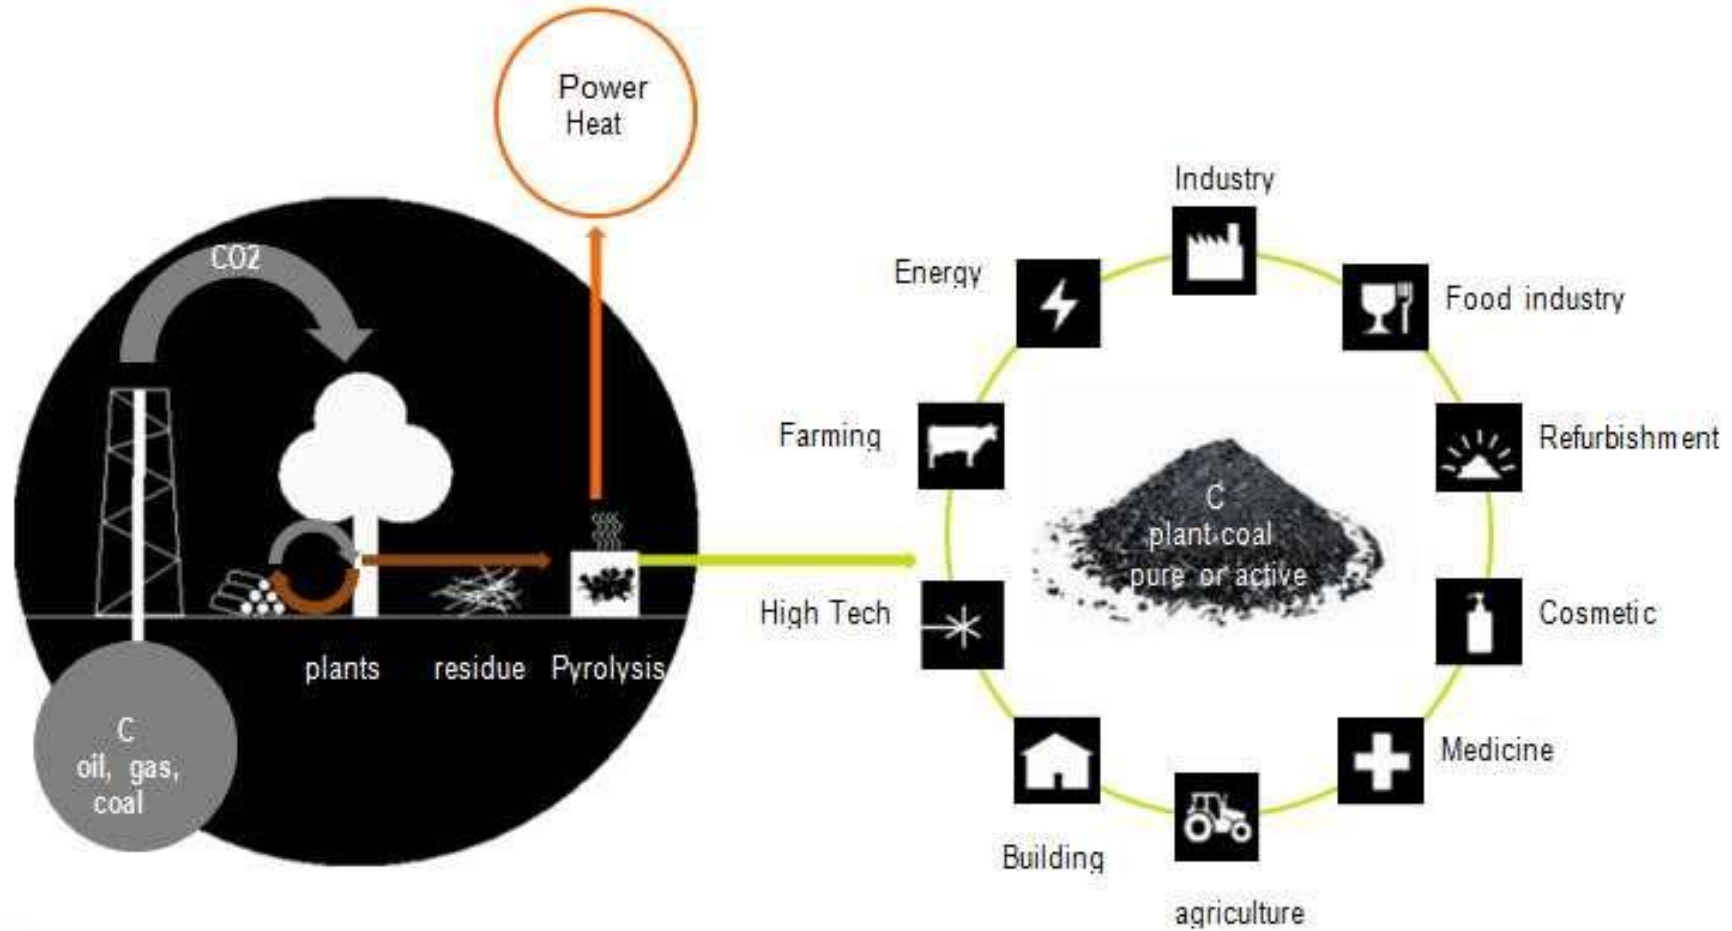 Power
Heat
CO2
plants
residue
Pyrolysis
C
oil, gas,
coal
Industry
Energy
Food industry
Farming
Refurbishment
C
plant coal
pure or active
High Tech
Cosmetic
Medicine
Building
agriculture